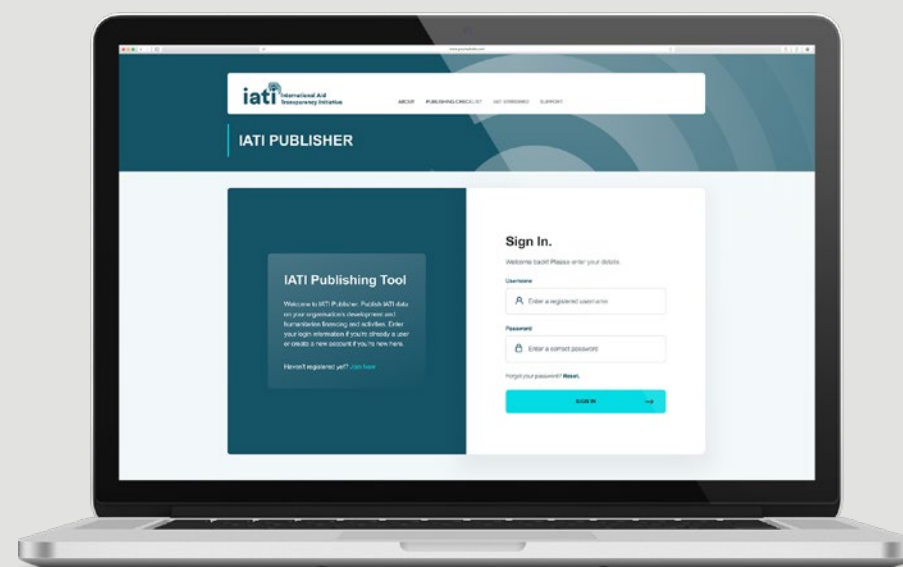 iati International Aid
Transparency Initiative
ABOUT PUBLISHING CHECKLIST IATI STANDARD SUPPORT
IATI PUBLISHER
IATI Publishing Tool
Welcome to IATI Publisher. Publish IATI data
on your organisation's development and
humanitarian financing and activities. Enter
your login information if you're already a user
or create a new account if you're new here.
Haven't registered yet? Join Now
Sign In.
Welcome back! Please enter your details.
Username
Enter a registered username
Password
Enter a correct password
Forgot your password? Reset.
SIGN IN